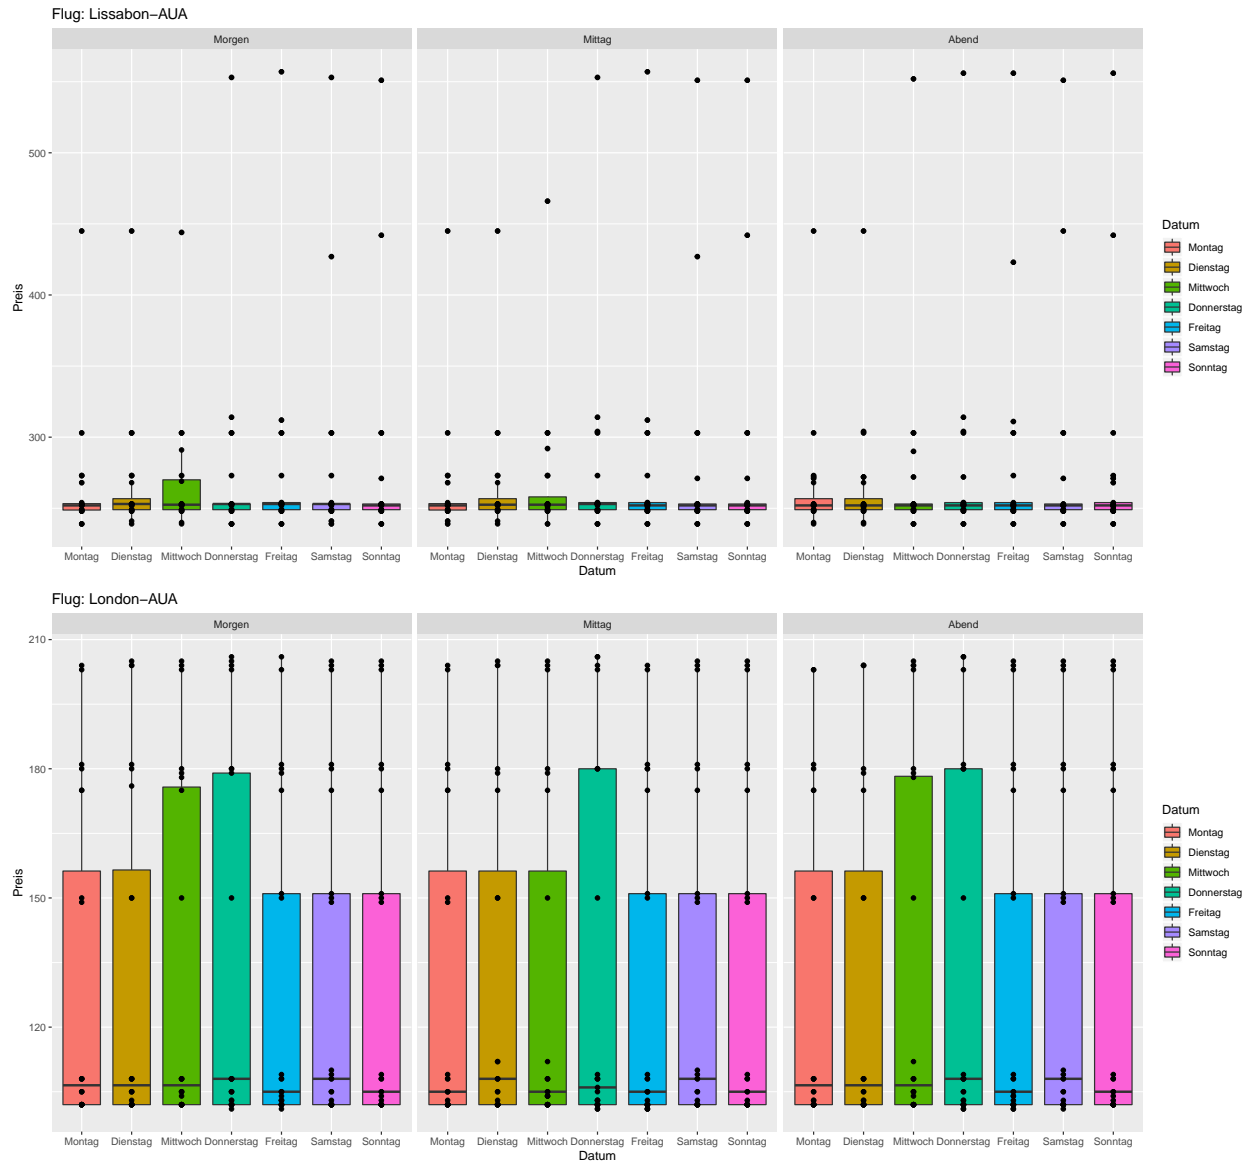 Flug: Lissabon−AUA
Morgen Mittag Abend
500
400
300
Preis
Montag Dienstag Mittwoch Donnerstag Freitag Samstag Sonntag Montag Dienstag Mittwoch Donnerstag Freitag Samstag Sonntag Montag Dienstag Mittwoch Donnerstag Freitag Samstag Sonntag
Datum
Datum
Montag
Dienstag
Mittwoch
Donnerstag
Freitag
Samstag
Sonntag
Flug: London−AUA
Morgen Mittag Abend
210
180
150
120
Preis
Montag Dienstag Mittwoch Donnerstag Freitag Samstag Sonntag Montag Dienstag Mittwoch Donnerstag Freitag Samstag Sonntag Montag Dienstag Mittwoch Donnerstag Freitag Samstag Sonntag
Datum
Datum
Montag
Dienstag
Mittwoch
Donnerstag
Freitag
Samstag
Sonntag